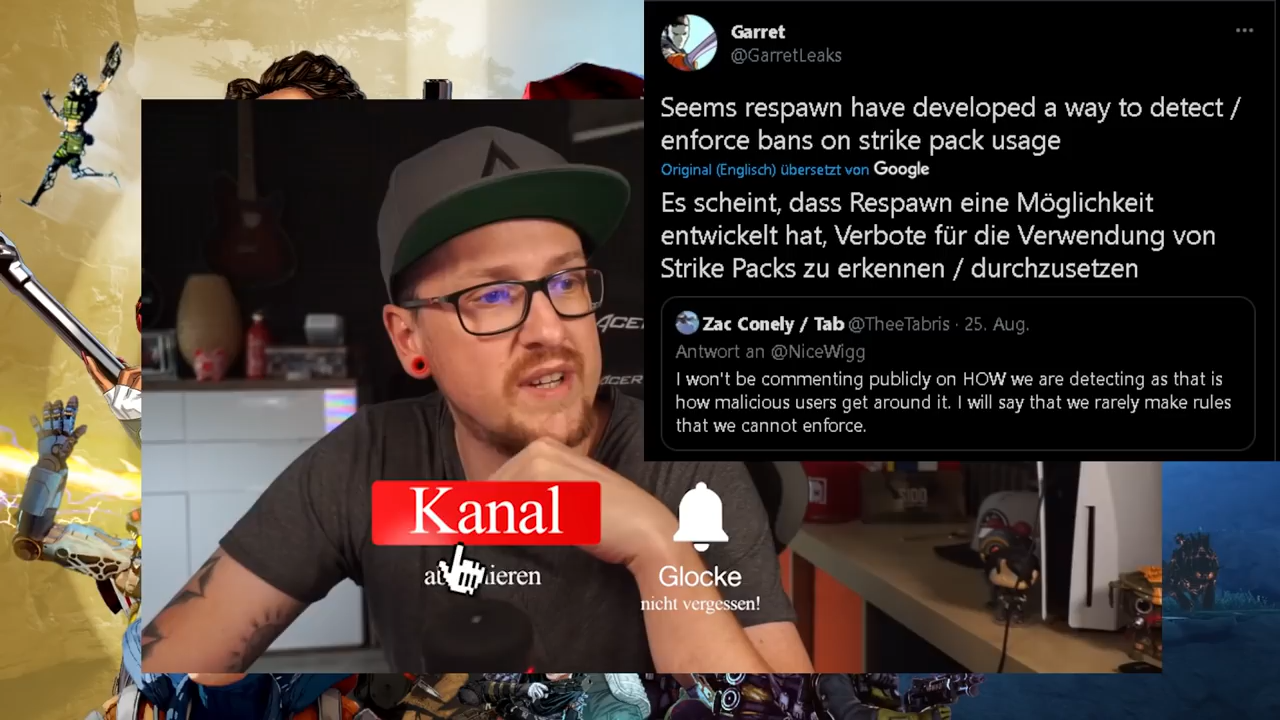 Garret
@GarretLeaks
Seems respawn have developed a way to detect /
enforce bans on strike pack usage
Original (Englisch) übersetzt von Google
Es scheint, dass Respawn eine Möglichkeit
entwickelt hat, Verbote für die Verwendung von
Strike Packs zu erkennen / durchzusetzen
Zac Conely / Tab @TheeTabris · 25. Aug.
Antwort an @NiceWigg
I won't be commenting publicly on HOW we are detecting as that is
how malicious users get around it. I will say that we rarely make rules
that we cannot enforce.
Kanal
Glocke
nicht vergessen!